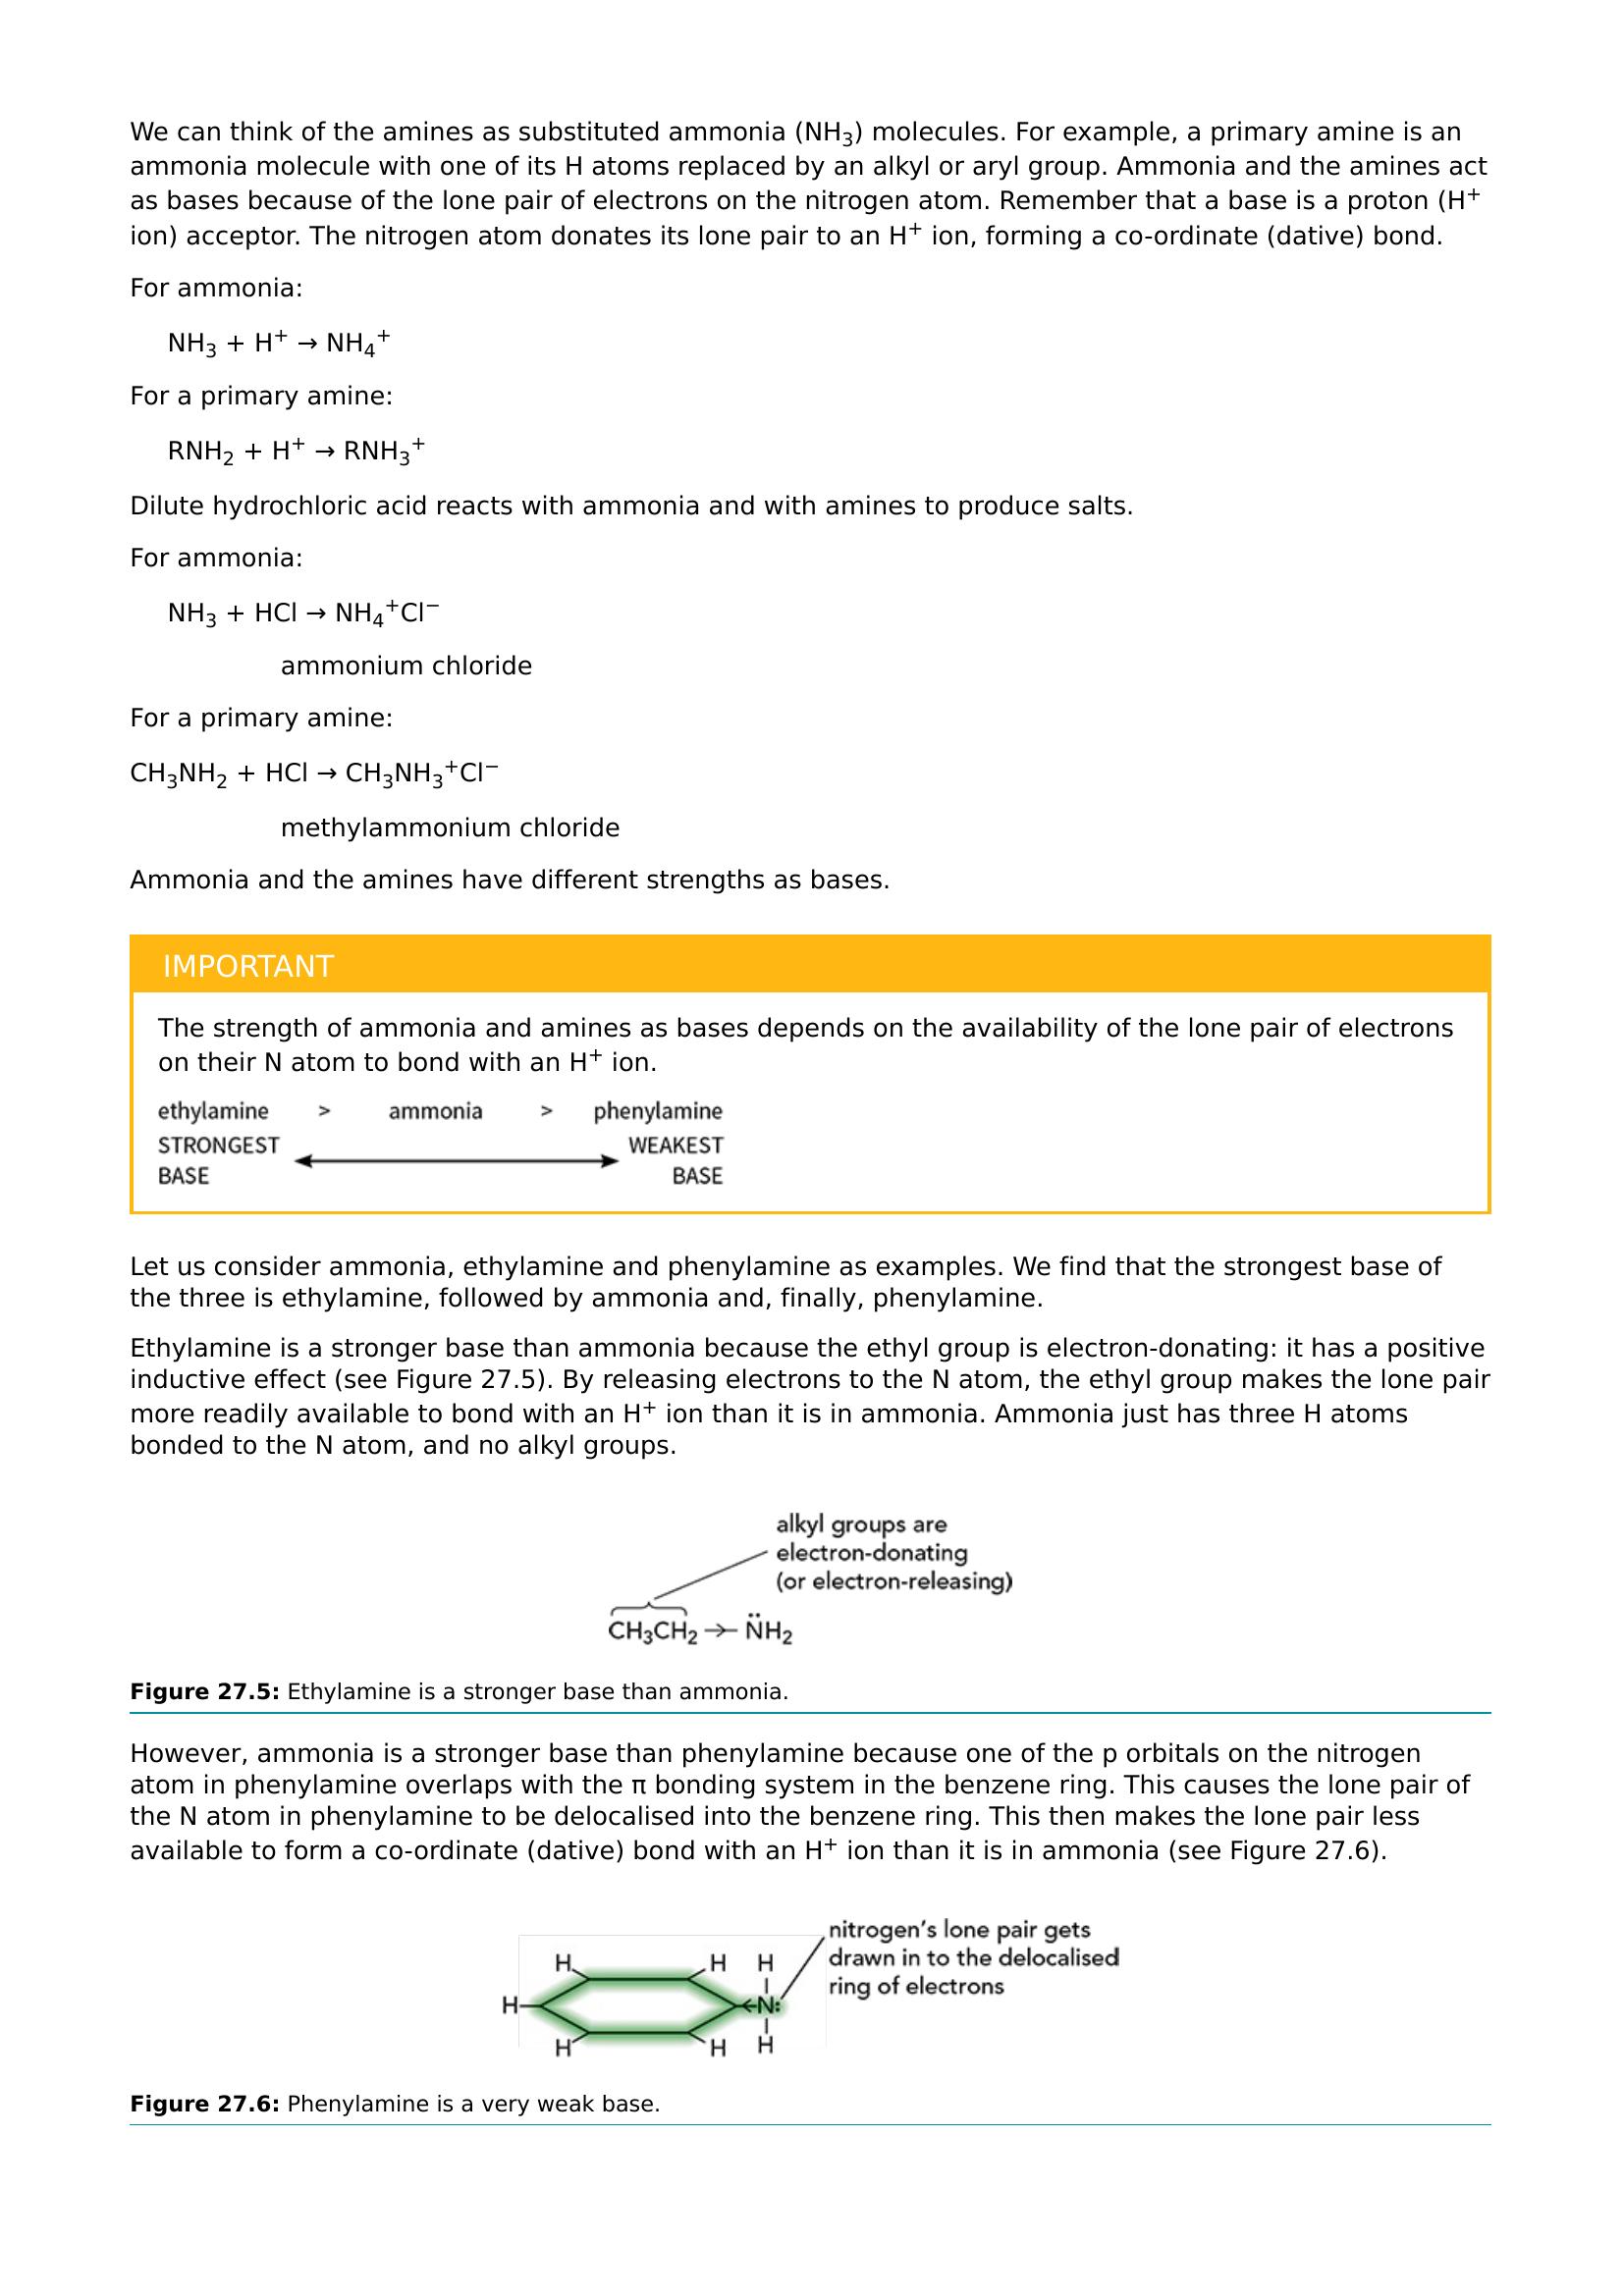 We can think of the amines as substituted ammonia (NH₃) molecules. For example, a primary amine is an
ammonia molecule with one of its H atoms replaced by an alkyl or aryl group. Ammonia and the amines act
as bases because of the lone pair of electrons on the nitrogen atom. Remember that a base is a proton (H⁺
ion) acceptor. The nitrogen atom donates its lone pair to an H⁺ ion, forming a co-ordinate (dative) bond.
For ammonia:
NH₃ + H⁺ → NH₄⁺
For a primary amine:
RNH₂ + H⁺ → RNH₃⁺
Dilute hydrochloric acid reacts with ammonia and with amines to produce salts.
For ammonia:
NH₃ + HCl → NH₄⁺Cl⁻
ammonium chloride
For a primary amine:
CH₃NH₂ + HCl → CH₃NH₃⁺Cl⁻
methylammonium chloride
Ammonia and the amines have different strengths as bases.
IMPORTANT
The strength of ammonia and amines as bases depends on the availability of the lone pair of electrons
on their N atom to bond with an H⁺ ion.
ethylamine > ammonia > phenylamine
STRONGEST WEAKEST
BASE BASE
Let us consider ammonia, ethylamine and phenylamine as examples. We find that the strongest base of
the three is ethylamine, followed by ammonia and, finally, phenylamine.
Ethylamine is a stronger base than ammonia because the ethyl group is electron-donating: it has a positive
inductive effect (see Figure 27.5). By releasing electrons to the N atom, the ethyl group makes the lone pair
more readily available to bond with an H⁺ ion than it is in ammonia. Ammonia just has three H atoms
bonded to the N atom, and no alkyl groups.
alkyl groups are
electron-donating
(or electron-releasing)
CH₃CH₂ → N̈H₂
Figure 27.5: Ethylamine is a stronger base than ammonia.
However, ammonia is a stronger base than phenylamine because one of the p orbitals on the nitrogen
atom in phenylamine overlaps with the π bonding system in the benzene ring. This causes the lone pair of
the N atom in phenylamine to be delocalised into the benzene ring. This then makes the lone pair less
available to form a co-ordinate (dative) bond with an H⁺ ion than it is in ammonia (see Figure 27.6).
nitrogen's lone pair gets
drawn in to the delocalised
ring of electrons
H H H
H N:
H H H
Figure 27.6: Phenylamine is a very weak base.